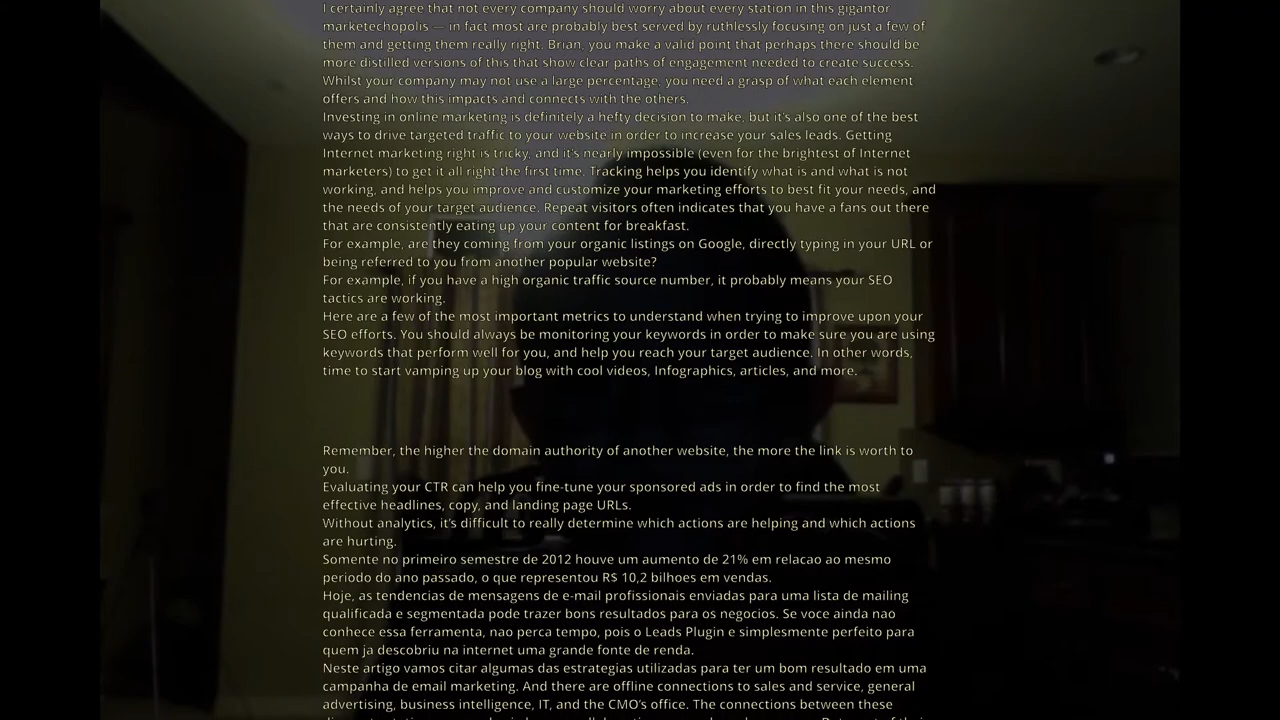 I certainly agree that not every company should worry about every station in this gigantor
marketechopolis — in fact most are probably best served by ruthlessly focusing on just a few of
them and getting them really right. Brian, you make a valid point that perhaps there should be
more distilled versions of this that show clear paths of engagement needed to create success.
Whilst your company may not use a large percentage, you need a grasp of what each element
offers and how this impacts and connects with the others.
Investing in online marketing is definitely a hefty decision to make, but it's also one of the best
ways to drive targeted traffic to your website in order to increase your sales leads. Getting
Internet marketing right is tricky, and it's nearly impossible (even for the brightest of Internet
marketers) to get it all right the first time. Tracking helps you identify what is and what is not
working, and helps you improve and customize your marketing efforts to best fit your needs, and
the needs of your target audience. Repeat visitors often indicates that you have a fans out there
that are consistently eating up your content for breakfast.
For example, are they coming from your organic listings on Google, directly typing in your URL or
being referred to you from another popular website?
For example, if you have a high organic traffic source number, it probably means your SEO
tactics are working.
Here are a few of the most important metrics to understand when trying to improve upon your
SEO efforts. You should always be monitoring your keywords in order to make sure you are using
keywords that perform well for you, and help you reach your target audience. In other words,
time to start vamping up your blog with cool videos, Infographics, articles, and more.
Remember, the higher the domain authority of another website, the more the link is worth to
you.
Evaluating your CTR can help you fine-tune your sponsored ads in order to find the most
effective headlines, copy, and landing page URLs.
Without analytics, it's difficult to really determine which actions are helping and which actions
are hurting.
Somente no primeiro semestre de 2012 houve um aumento de 21% em relacao ao mesmo
periodo do ano passado, o que representou R$ 10,2 bilhoes em vendas.
Hoje, as tendencias de mensagens de e-mail profissionais enviadas para uma lista de mailing
qualificada e segmentada pode trazer bons resultados para os negocios. Se voce ainda nao
conhece essa ferramenta, nao perca tempo, pois o Leads Plugin e simplesmente perfeito para
quem ja descobriu na internet uma grande fonte de renda.
Neste artigo vamos citar algumas das estrategias utilizadas para ter um bom resultado em uma
campanha de email marketing. And there are offline connections to sales and service, general
advertising, business intelligence, IT, and the CMO's office. The connections between these